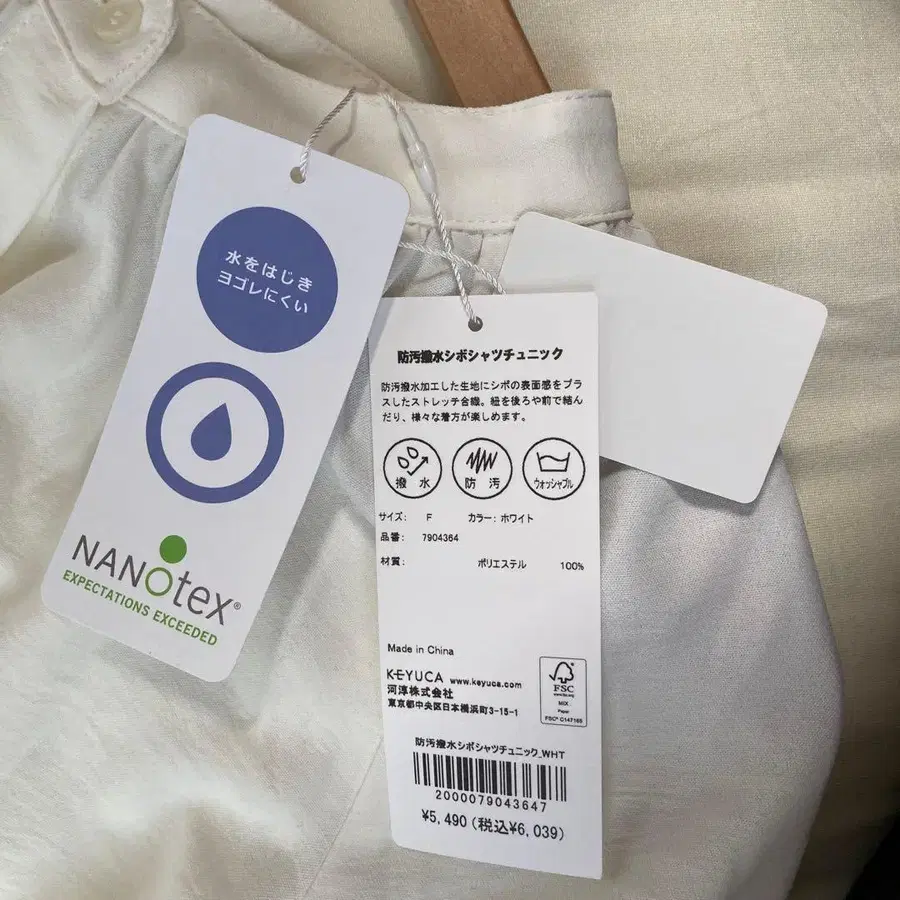 水をはじき
ヨゴレにくい
NANOtex®
EXPECTATIONS EXCEEDED
防汚撥水シボシャツチュニック
防汚撥水加工した生地にシボの表面感をプラ
スしたストレッチ合繊。紐を後ろや前で結ん
だり、様々な着方が楽しめます。
撥水
防汚
ウォッシャブル
サイズ: F カラー: ホワイト
品番: 7904364
材質: ポリエステル 100%
Made in China
KEYUCA www.keyuca.com
河淳株式会社
東京都中央区日本橋浜町3-15-1
FSC
www.fsc.org
MIX
Paper
FSC® C147165
防汚撥水シボシャツチュニック_WHT
2000079043647
¥5,490(税込¥6,039)